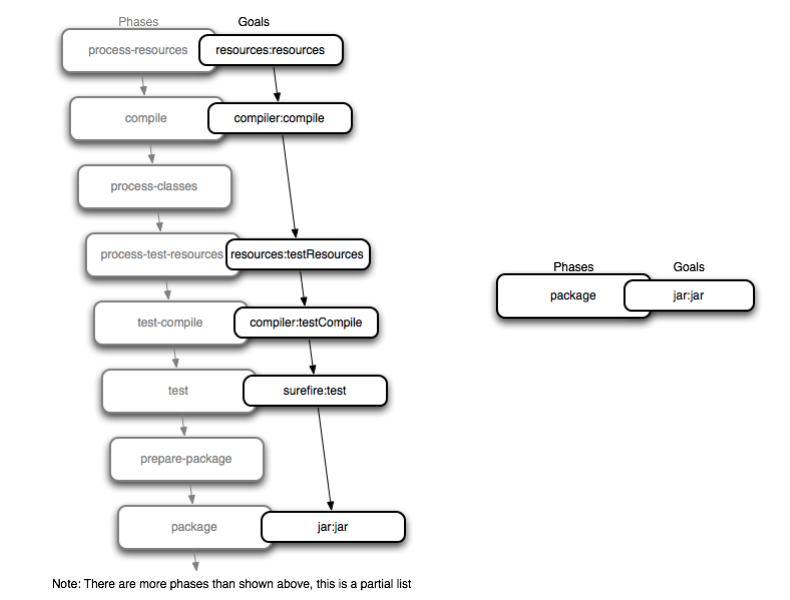 Phases Goals
process-resources resources:resources
compile compiler:compile
process-classes
process-test-resources resources:testResources
test-compile compiler:testCompile
test surefire:test
prepare-package
package jar:jar
Note: There are more phases than shown above, this is a partial list
Phases Goals
package jar:jar